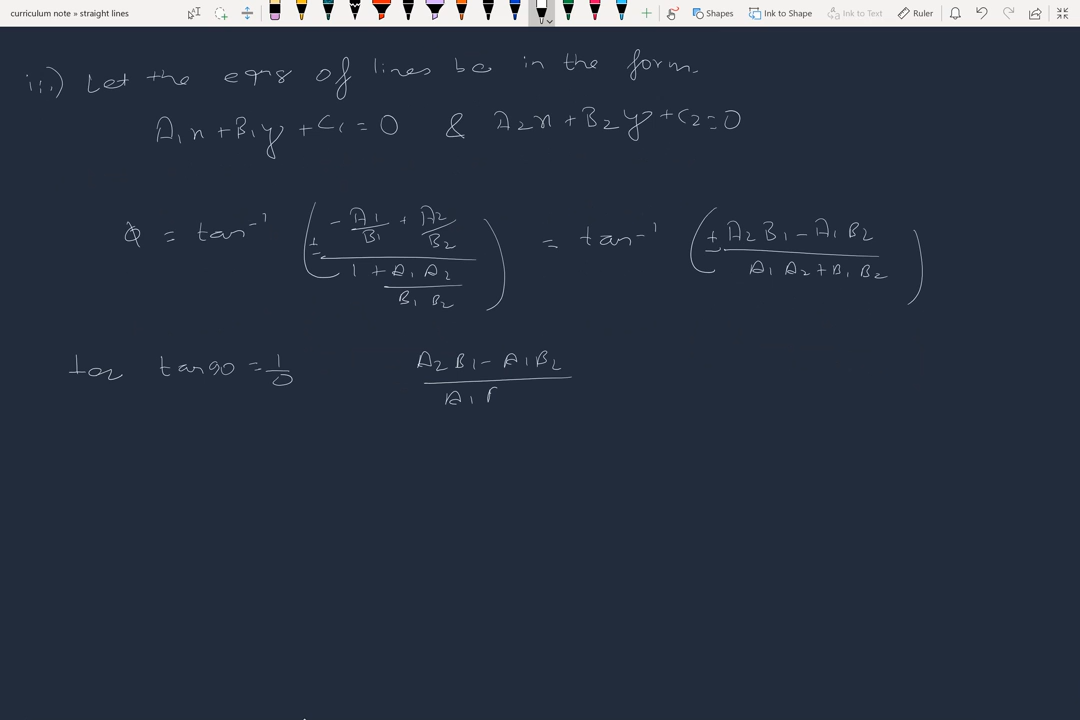 curriculum note » straight lines
Shapes Ink to Shape Ink to Text Ruler
iii) Let the eqns of lines be in the form.
A₁x + B₁y + C₁ = 0 & A₂x + B₂y + C₂ = 0
Φ = tan⁻¹ (± (-A₁/B₁ + A₂/B₂) / (1 + A₁A₂/B₁B₂)) = tan⁻¹ (± (A₂B₁ - A₁B₂) / (A₁A₂ + B₁B₂))
⊥or tan90 = 1/0 (A₂B₁ - A₁B₂) / A₁